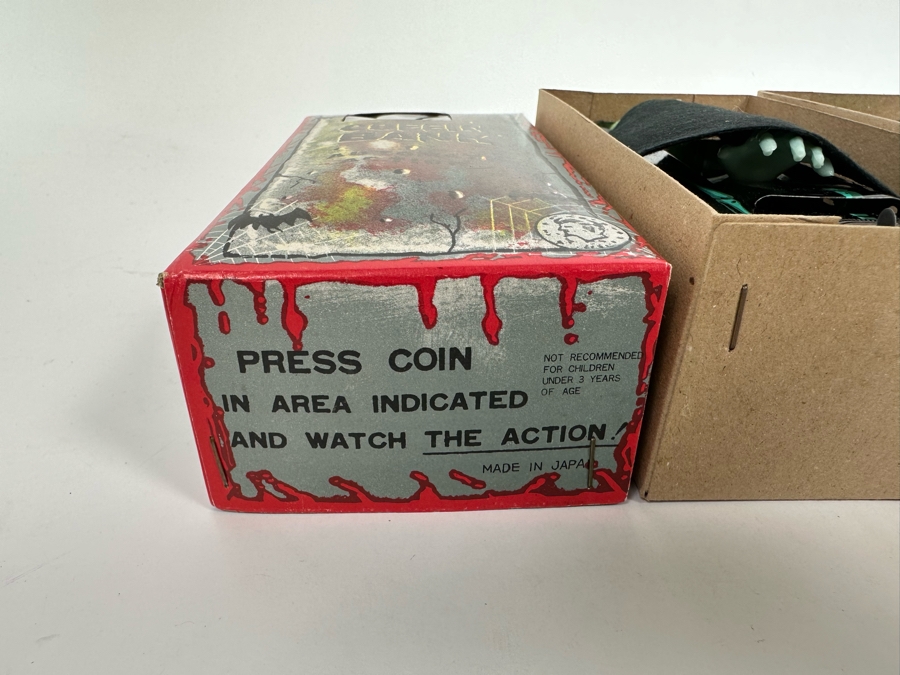 PRESS COIN
IN AREA INDICATED
AND WATCH THE ACTION!
NOT RECOMMENDED
FOR CHILDREN
UNDER 3 YEARS
OF AGE
MADE IN JAPAN